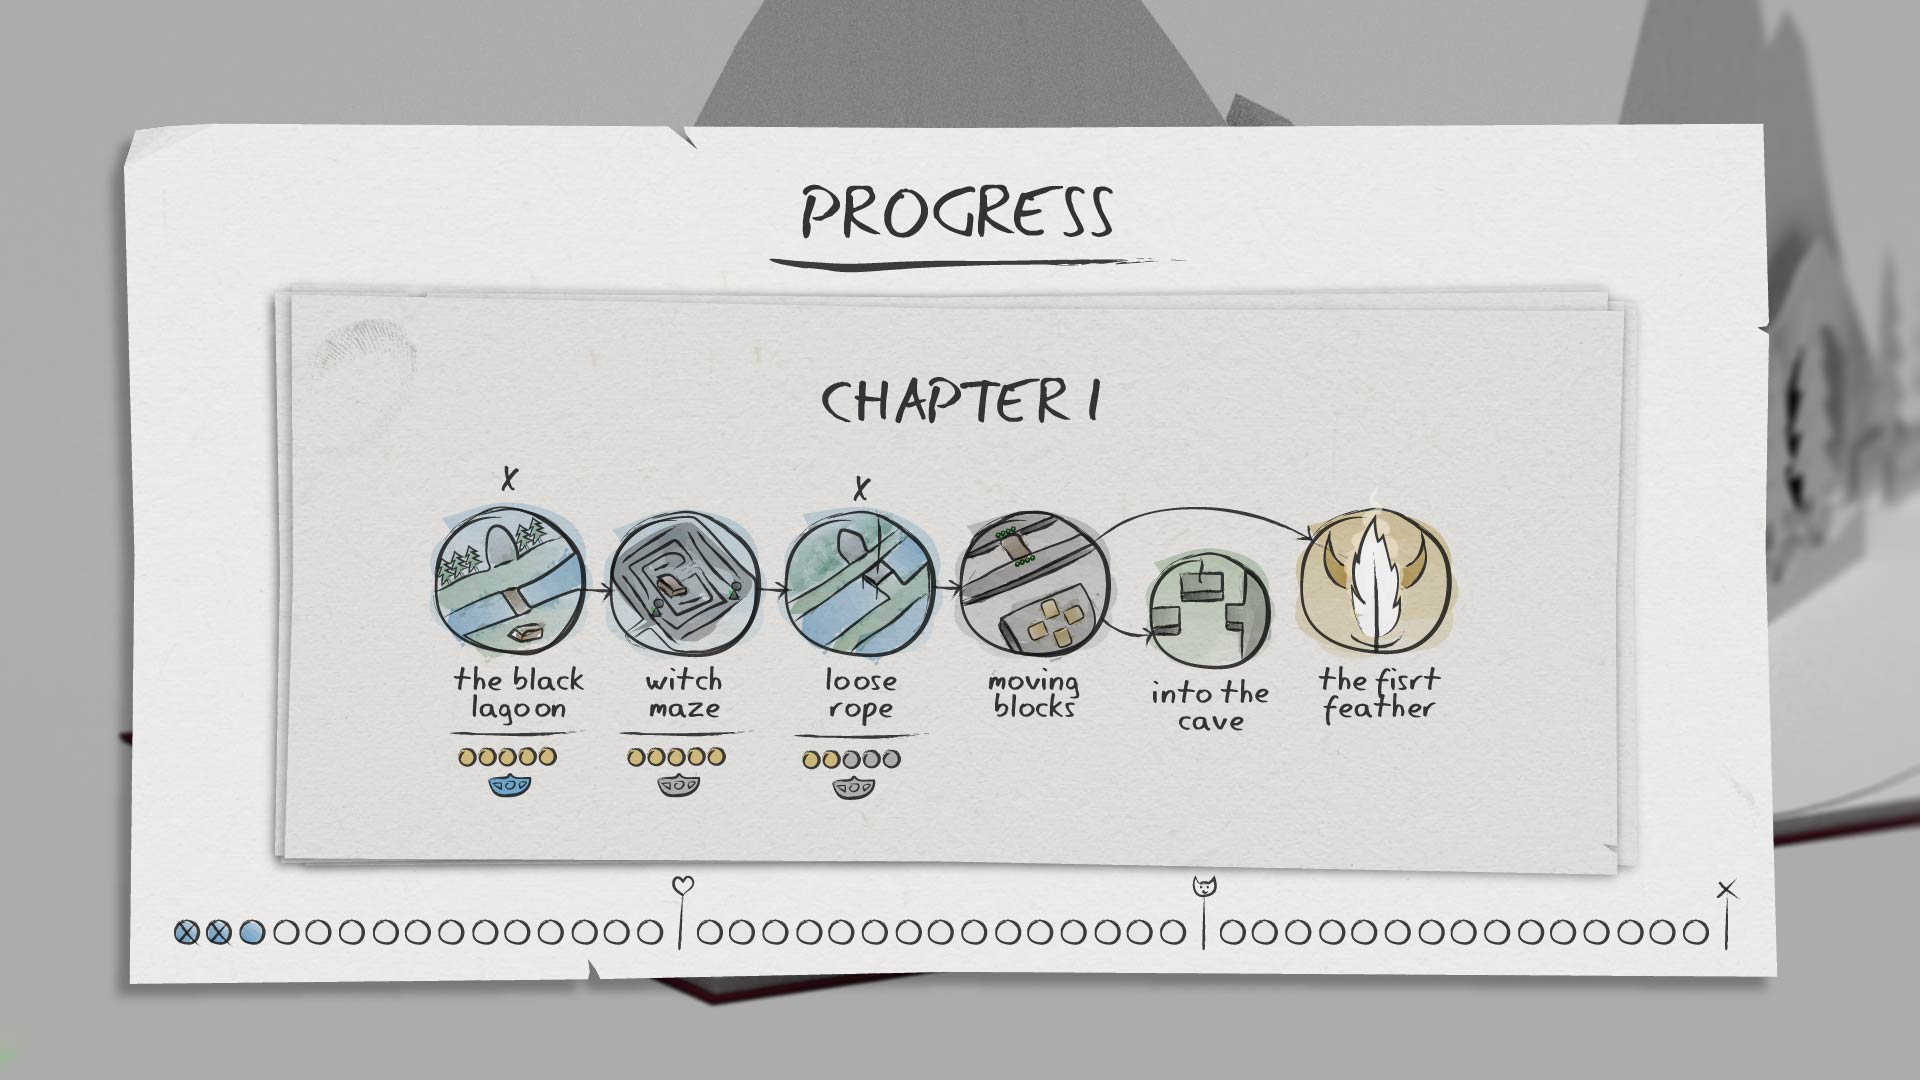 PROGRESS
CHAPTER 1
X
X
the black
lagoon
witch
maze
loose
rope
moving
blocks
into the
cave
the fisrt
feather